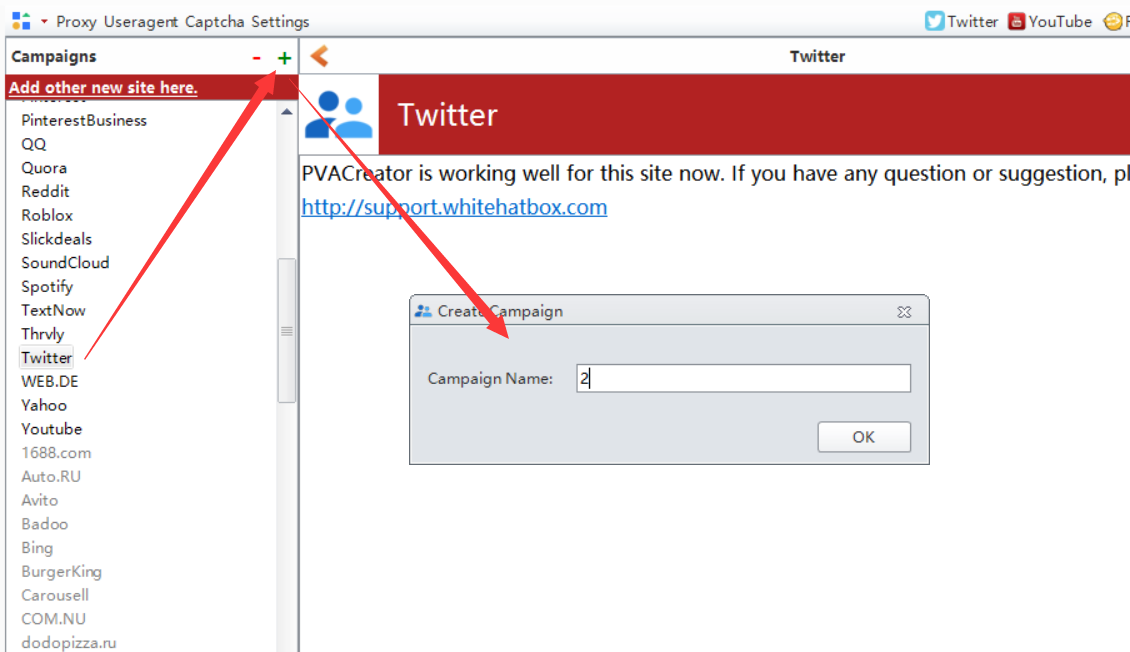 Proxy Useragent Captcha Settings
Twitter YouTube
Campaigns - +
Twitter
Add other new site here.
Pinterest
PinterestBusiness
QQ
Quora
Reddit
Roblox
Slickdeals
SoundCloud
Spotify
TextNow
Thrvly
Twitter
WEB.DE
Yahoo
Youtube
1688.com
Auto.RU
Avito
Badoo
Bing
BurgerKing
Carousell
COM.NU
dodopizza.ru
Twitter
PVACreator is working well for this site now. If you have any question or suggestion, pl
http://support.whitehatbox.com
Create Campaign
Campaign Name: 2
OK